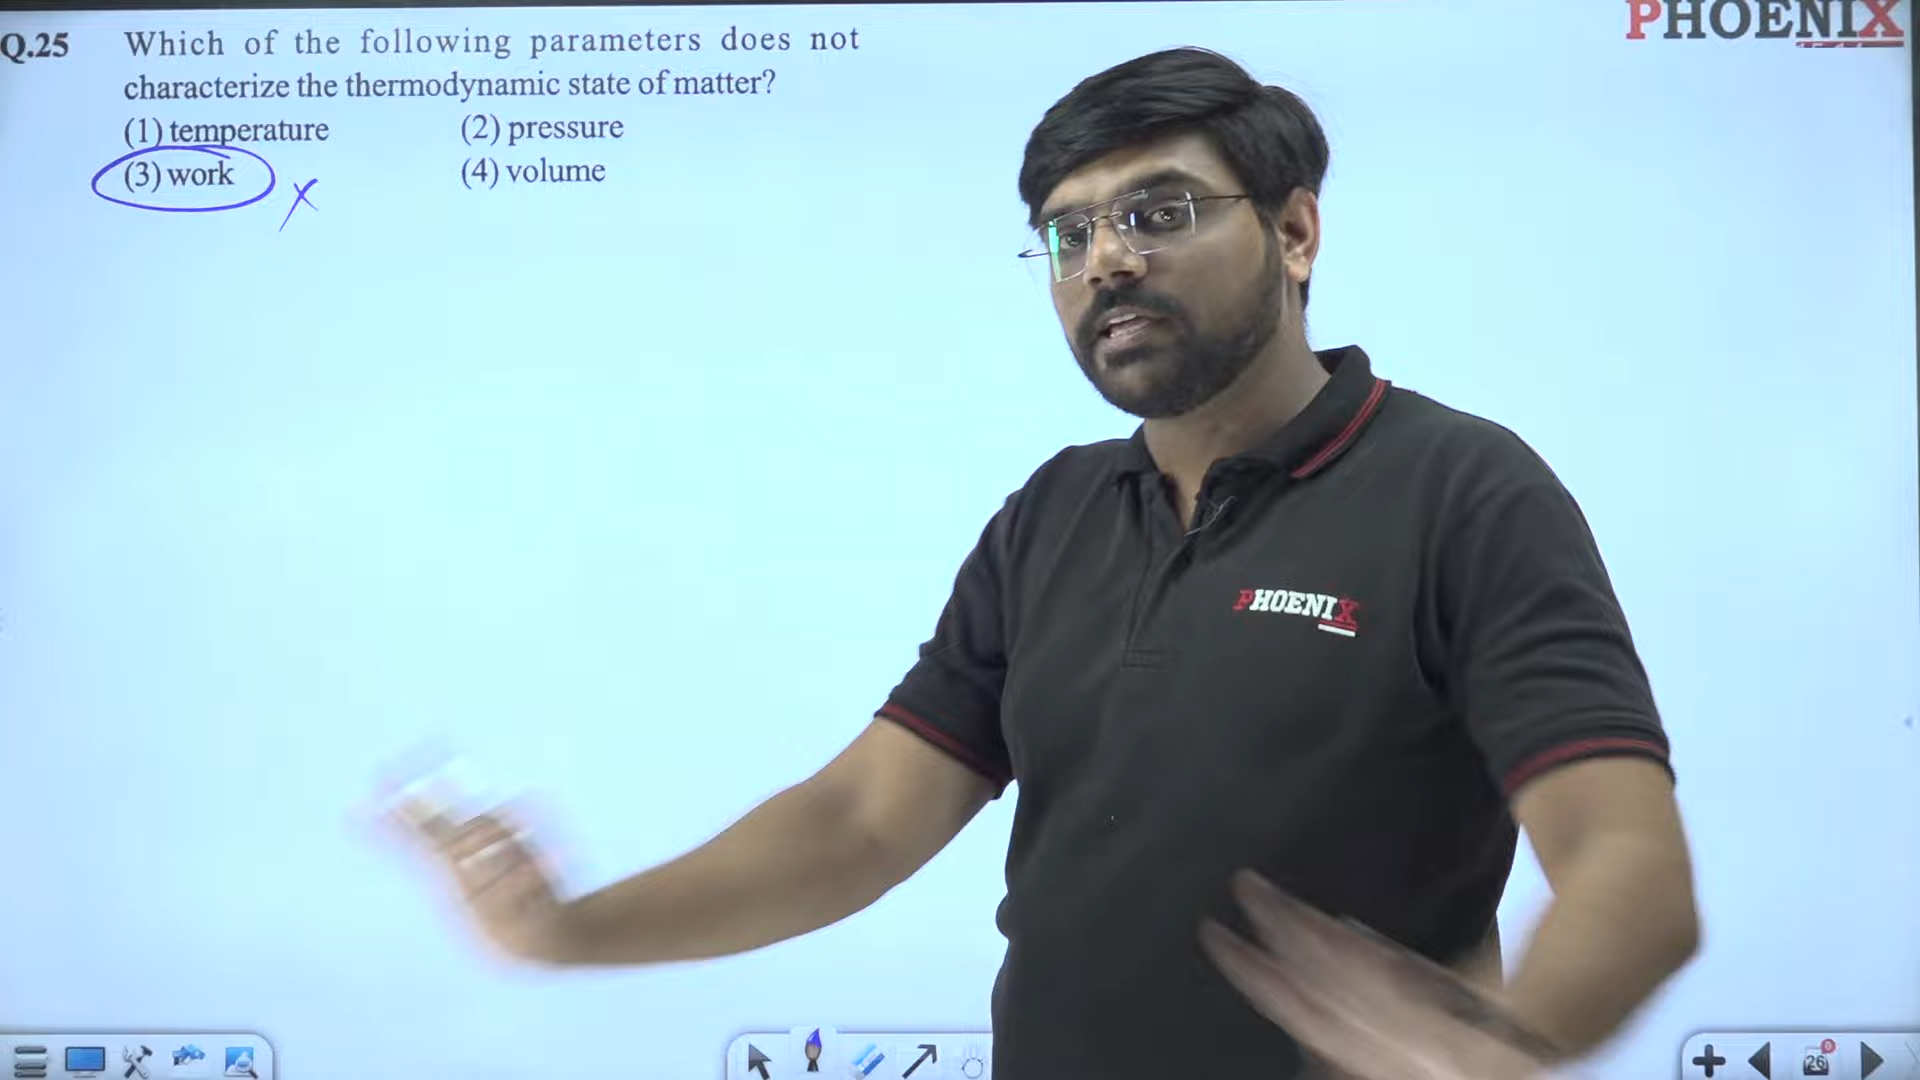 PHOENIX
Q.25 Which of the following parameters does not
characterize the thermodynamic state of matter?
(1) temperature (2) pressure
(3) work (4) volume
X
PHOENIX
26